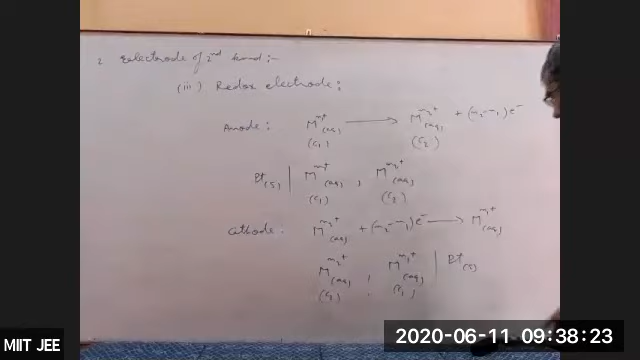 2 Electrode of 2nd kind :-
(iii) Redox electrode :
Anode : M^n1+(aq) ⟶ M^n2+(aq) + (n2-n1)e-
(C1) (C2)
Pt(s) | M^n1+(aq) , M^n2+(aq)
(C1) (C2)
Cathode : M^n2+(aq) + (n2-n1)e- ⟶ M^n1+(aq)
M^n2+(aq) , M^n1+(aq) | Pt(s)
(C2) , (C1)
MIIT JEE
2020-06-11 09:38:23